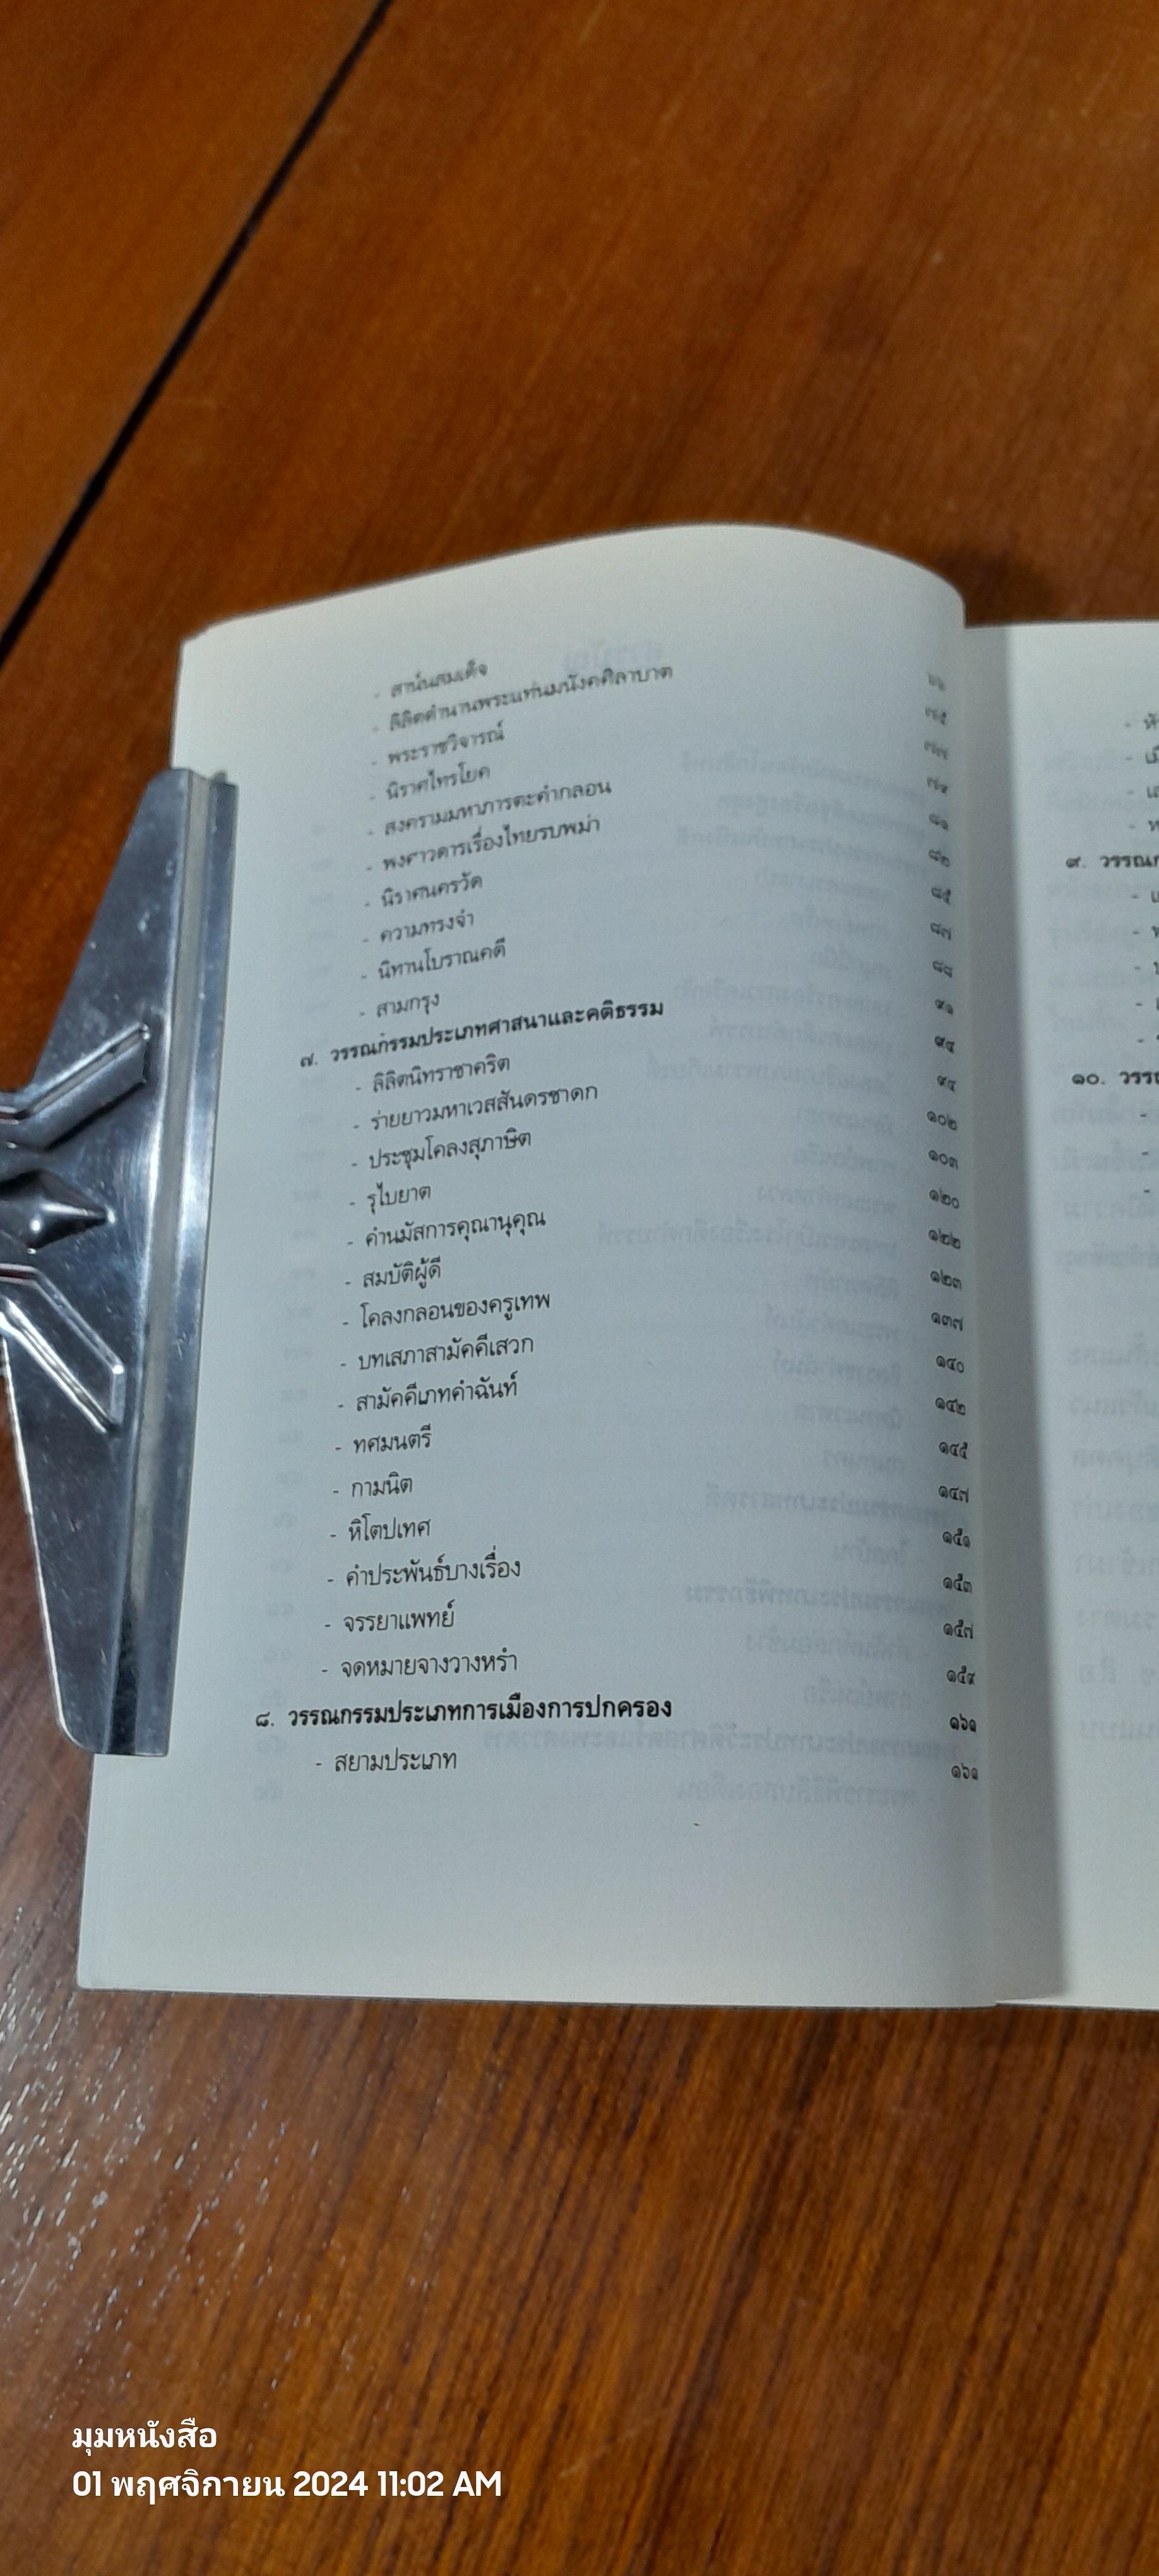 - สาน์นสมเด็จ
- ลิลิตตำนานพระแท่นมนังคศิลาบาต ๕๗
- พระราชวิจารณ์ ๗๗
- นิราศไทรโยค ๗๙
- สงครามมหาภารตะคำกลอน ๘๑
- พงศาวดารเรื่องไทยรบพม่า ๘๒
- นิราศนครวัด ๘๕
- ความทรงจำ ๘๗
- นิทานโบราณคดี ๘๘
- สามกรุง ๙๑
๗. วรรณกรรมประเภทศาสนาและคติธรรม ๙๔
- ลิลิตนิทราชาคริต ๙๔
- ร่ายยาวมหาเวสสันดรชาดก ๑๐๒
- ประชุมโคลงสุภาษิต ๑๐๓
- รุไบยาต ๑๒๐
- คำนมัสการคุณานุคุณ ๑๒๒
- สมบัติผู้ดี ๑๒๓
- โคลงกลอนของครูเทพ ๑๓๗
- บทเสภาสามัคคีเสวก ๑๔๐
- สามัคคีเภทคำฉันท์ ๑๔๒
- ทศมนตรี ๑๔๕
- กามนิต ๑๔๗
- หิโตปเทศ ๑๕๑
- คำประพันธ์บางเรื่อง ๑๕๓
- จรรยาแพทย์ ๑๕๗
- จดหมายจางวางหร่ำ ๑๕๙
๘. วรรณกรรมประเภทการเมืองการปกครอง ๑๖๑
- สยามประเภท ๑๖๑
๙.
๑๐.
มุมหนังสือ
01 พฤศจิกายน 2024 11:02 AM